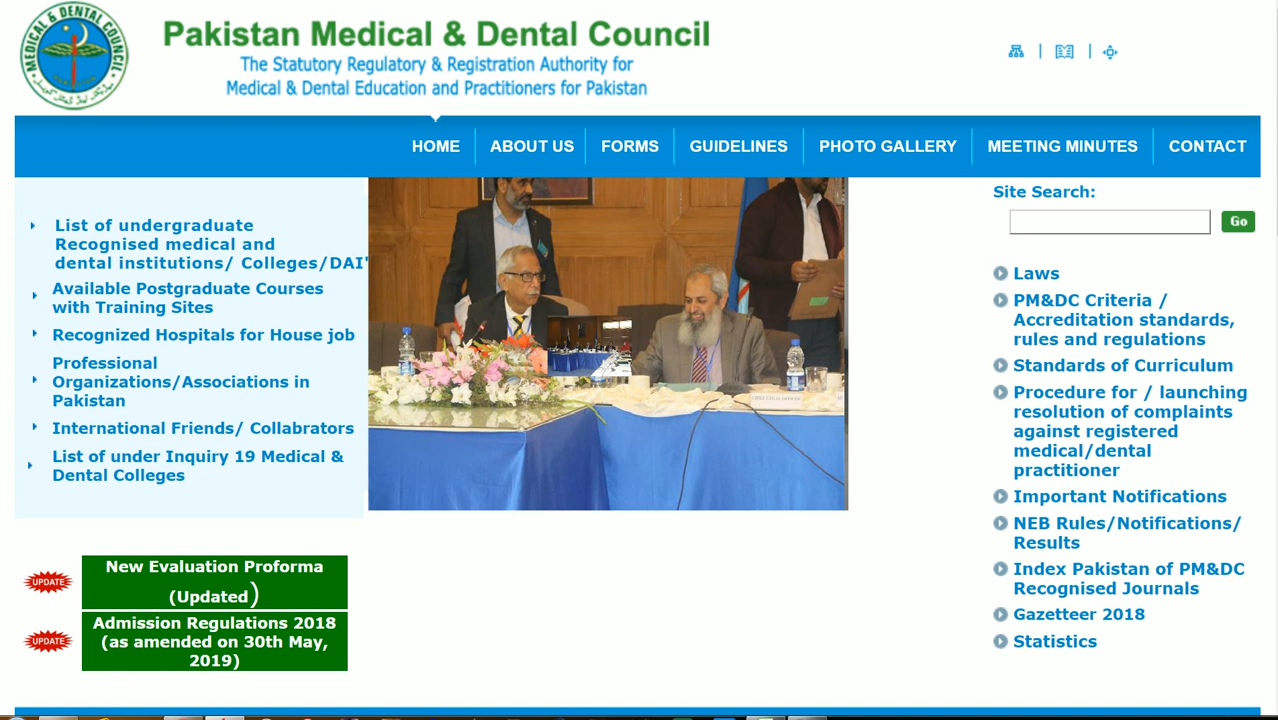 MEDICAL & DENTAL COUNCIL
Pakistan Medical & Dental Council
The Statutory Regulatory & Registration Authority for
Medical & Dental Education and Practitioners for Pakistan
HOME
ABOUT US
FORMS
GUIDELINES
PHOTO GALLERY
MEETING MINUTES
CONTACT
List of undergraduate
Recognised medical and
dental institutions/ Colleges/DAI'
Available Postgraduate Courses
with Training Sites
Recognized Hospitals for House job
Professional
Organizations/Associations in
Pakistan
International Friends/ Collabrators
List of under Inquiry 19 Medical &
Dental Colleges
UPDATE
New Evaluation Proforma
(Updated)
UPDATE
Admission Regulations 2018
(as amended on 30th May,
2019)
Site Search:
Go
Laws
PM&DC Criteria /
Accreditation standards,
rules and regulations
Standards of Curriculum
Procedure for / launching
resolution of complaints
against registered
medical/dental
practitioner
Important Notifications
NEB Rules/Notifications/
Results
Index Pakistan of PM&DC
Recognised Journals
Gazetteer 2018
Statistics